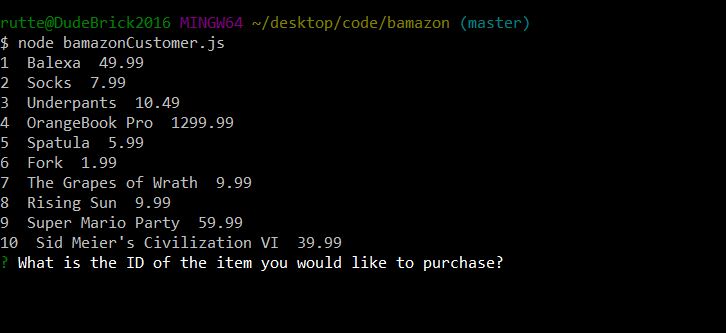 rutte@DudeBrick2016 MINGW64 ~/desktop/code/bamazon (master)
$ node bamazonCustomer.js
1  Balexa  49.99
2  Socks  7.99
3  Underpants  10.49
4  OrangeBook Pro  1299.99
5  Spatula  5.99
6  Fork  1.99
7  The Grapes of Wrath  9.99
8  Rising Sun  9.99
9  Super Mario Party  59.99
10  Sid Meier's Civilization VI  39.99
? What is the ID of the item you would like to purchase?